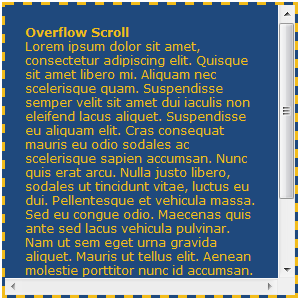 Overflow Scroll
Lorem ipsum dolor sit amet,
consectetur adipiscing elit. Quisque
sit amet libero mi. Aliquam nec
scelerisque quam. Suspendisse
semper velit sit amet dui iaculis non
eleifend lacus aliquet. Suspendisse
eu aliquam elit. Cras consequat
mauris eu odio sodales ac
scelerisque sapien accumsan. Nunc
quis erat arcu. Nulla justo libero,
sodales ut tincidunt vitae, luctus eu
dui. Pellentesque et vehicula massa.
Sed eu congue odio. Maecenas quis
ante sed lacus vehicula pulvinar.
Nam ut sem eget urna gravida
aliquet. Mauris ut tellus elit. Aenean
molestie porttitor nunc id accumsan.